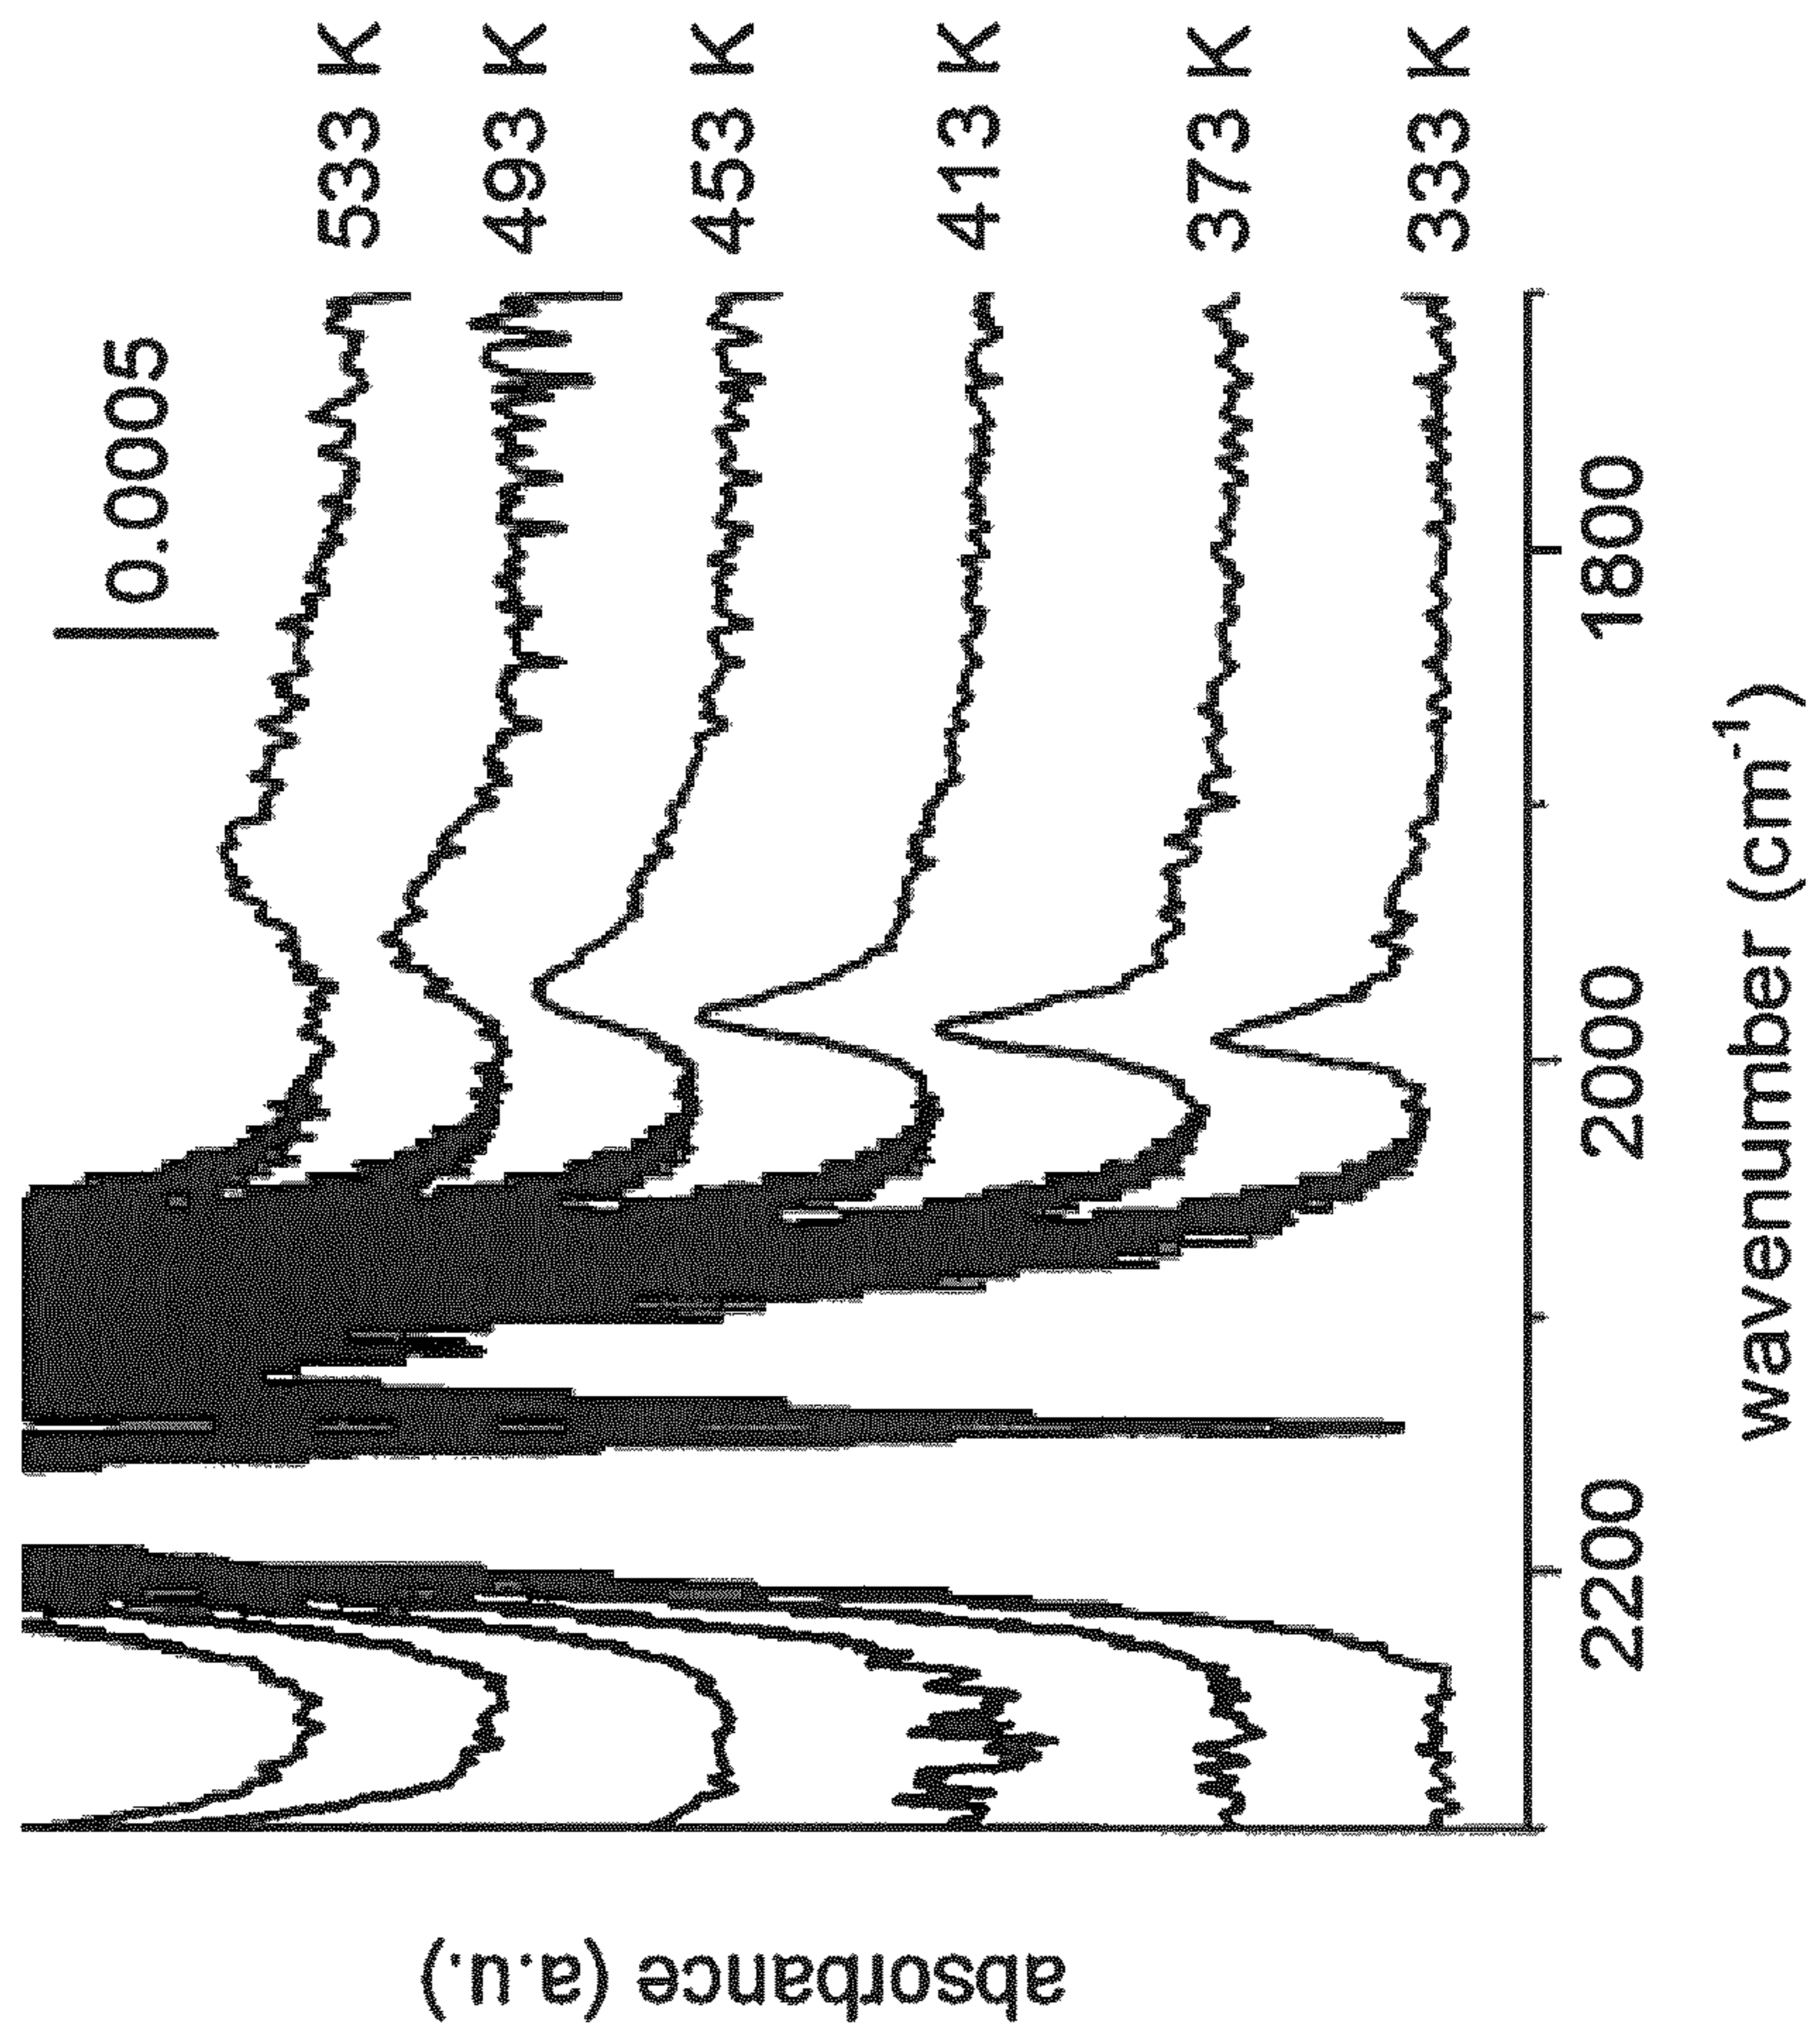 0.0005
533 K
493 K
453 K
413 K
373 K
333 K
2200
2000
1800
wavenumber (cm⁻¹)
absorbance (a.u.)